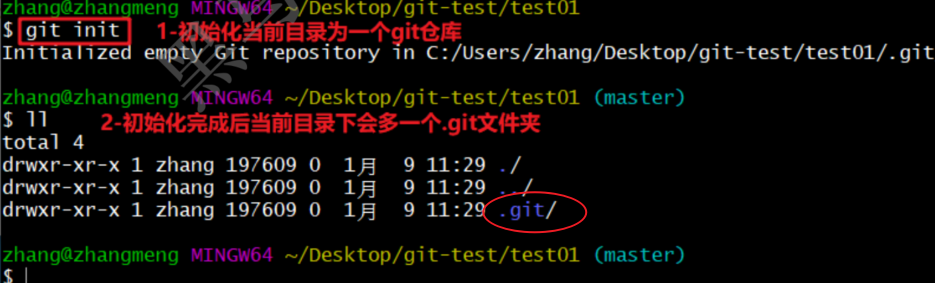 zhang@zhangmeng MINGW64 ~/Desktop/git-test/test01
$ git init 1-初始化当前目录为一个git仓库
Initialized empty Git repository in C:/Users/zhang/Desktop/git-test/test01/.git
zhang@zhangmeng MINGW64 ~/Desktop/git-test/test01 (master)
$ ll 2-初始化完成后当前目录下会多一个.git文件夹
total 4
drwxr-xr-x 1 zhang 197609 0 1月 9 11:29 ./
drwxr-xr-x 1 zhang 197609 0 1月 9 11:29 ../
drwxr-xr-x 1 zhang 197609 0 1月 9 11:29 .git/
zhang@zhangmeng MINGW64 ~/Desktop/git-test/test01 (master)
$